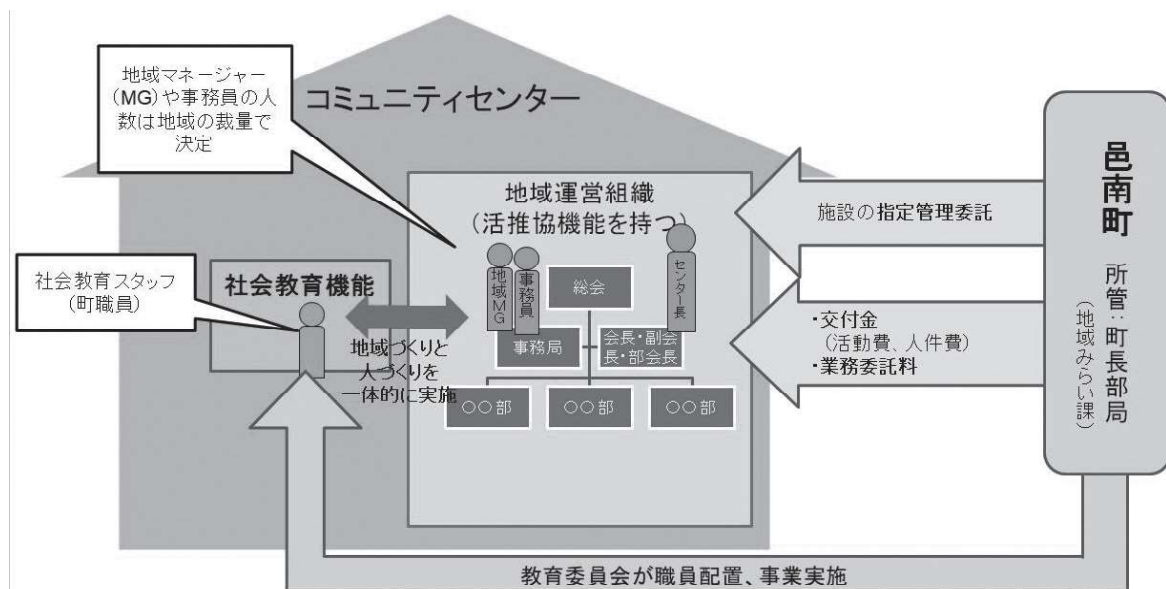 地域マネージャー
(MG)や事務員の人
数は地域の裁量で
決定
コミュニティセンター
地域運営組織
(活推協機能を持つ)
地域MG
事務員
センター長
総会
事務局
会長・副会
長・部会長
〇〇部
〇〇部
〇〇部
社会教育スタッフ
(町職員)
社会教育機能
地域づくりと
人づくりを
一体的に実施
施設の指定管理委託
・交付金
(活動費、人件費)
・業務委託料
邑南町 所管:町長部局
(地域みらい課)
教育委員会が職員配置、事業実施